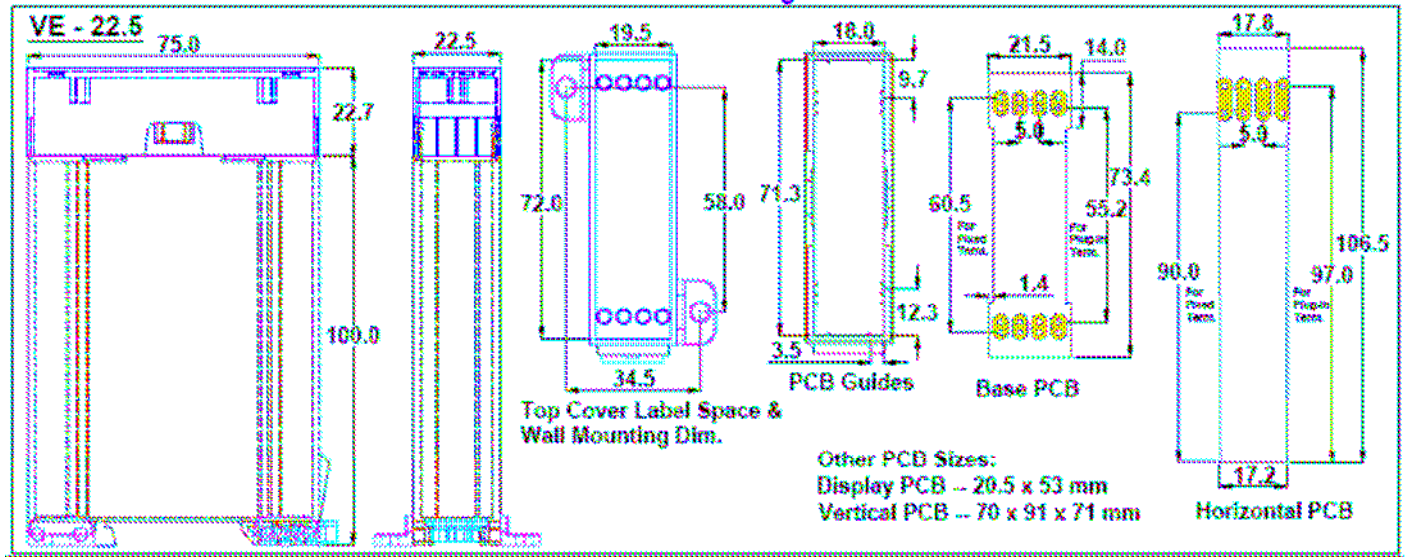 VE - 22.5
75.0
22.7
100.0
22.5
19.5
72.0
58.0
34.5
Top Cover Label Space &
Wall Mounting Dim.
18.0
9.7
71.3
12.3
3.5
PCB Guides
21.5
14.0
5.0
60.5
For
Fixed
Term.
55.2
For
Plug-in
Term.
73.4
1.4
Base PCB
17.8
5.0
90.0
For
Fixed
Term.
97.0
For
Plug-in
Term.
106.5
17.2
Horizontal PCB
Other PCB Sizes:
Display PCB -- 20.5 x 53 mm
Vertical PCB -- 70 x 91 x 71 mm